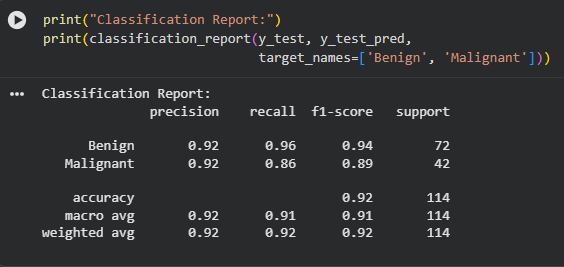 print("Classification Report:")
print(classification_report(y_test, y_test_pred,
target_names=['Benign', 'Malignant']))
Classification Report:
precision recall f1-score support
Benign 0.92 0.96 0.94 72
Malignant 0.92 0.86 0.89 42
accuracy 0.92 114
macro avg 0.92 0.91 0.91 114
weighted avg 0.92 0.92 0.92 114